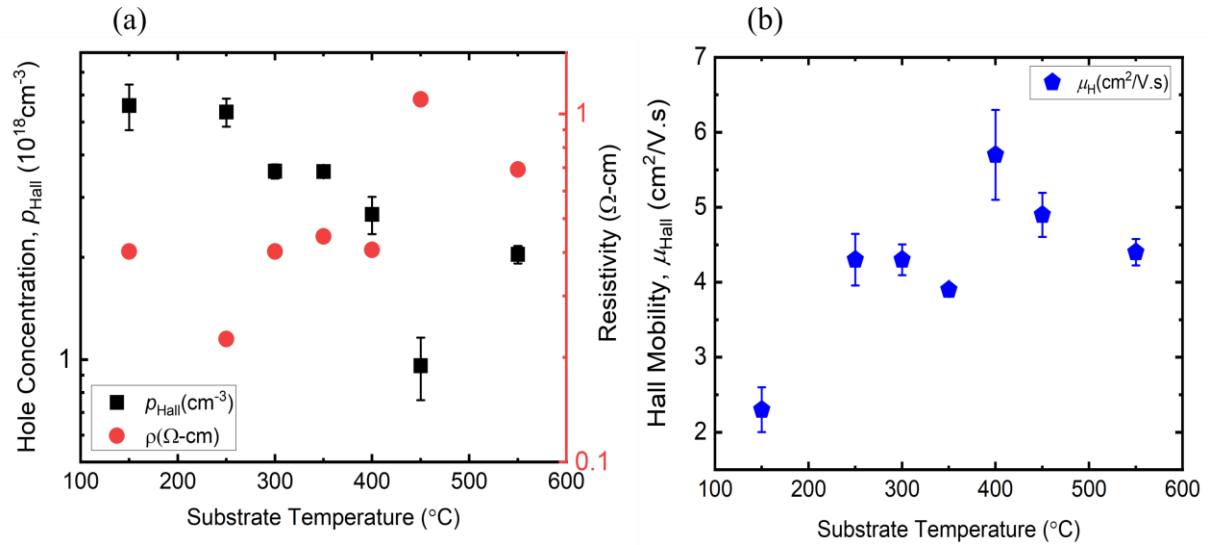 (a)
Hole Concentration, pHall (10¹⁸cm⁻³)
1
pHall(cm⁻³)
ρ(Ω-cm)
1
0.1
Resistivity (Ω-cm)
100 200 300 400 500 600
Substrate Temperature (°C)
(b)
Hall Mobility, μHall (cm²/V.s)
7
6
5
4
3
2
μH(cm²/V.s)
100 200 300 400 500 600
Substrate Temperature (°C)